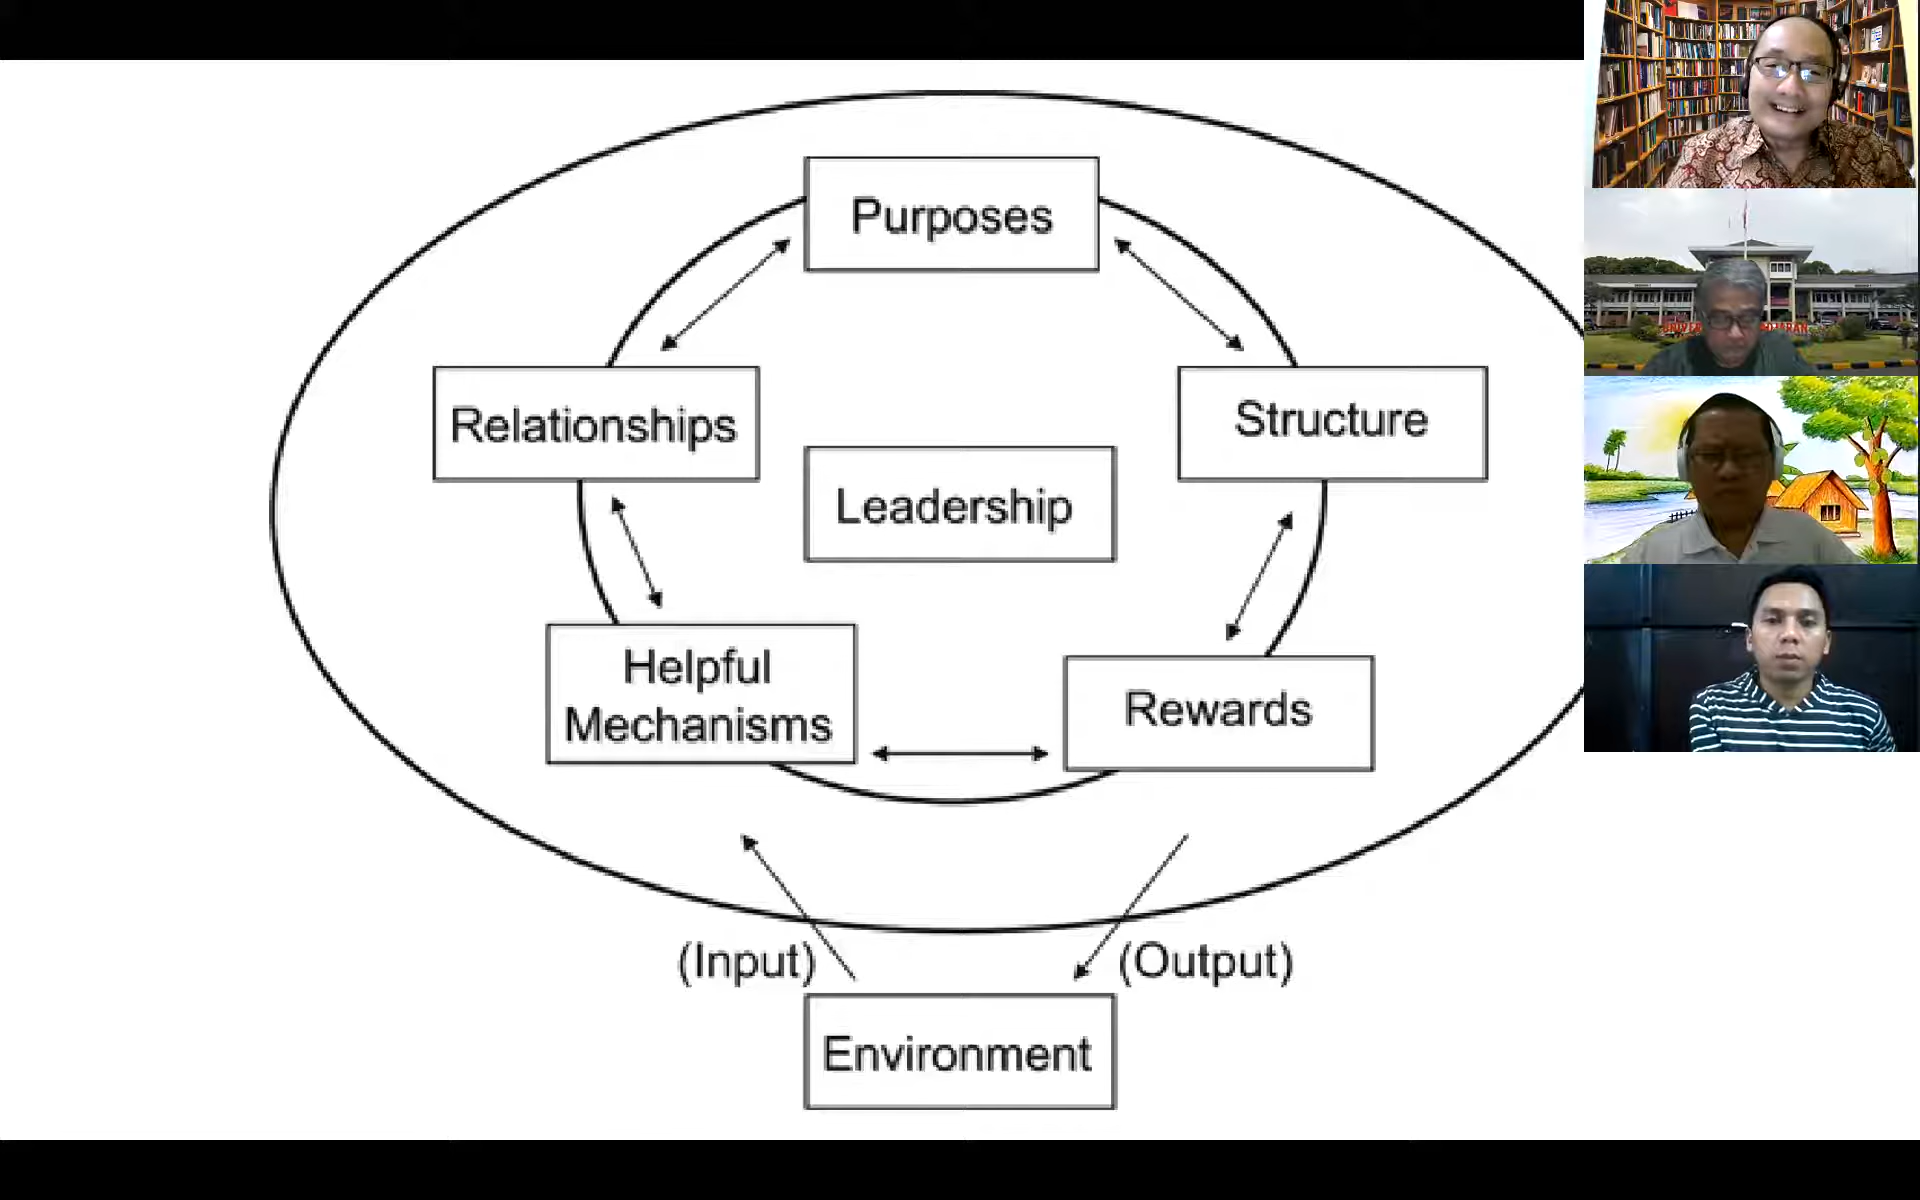 Purposes
Relationships
Structure
Leadership
Helpful
Mechanisms
Rewards
(Input)
(Output)
Environment